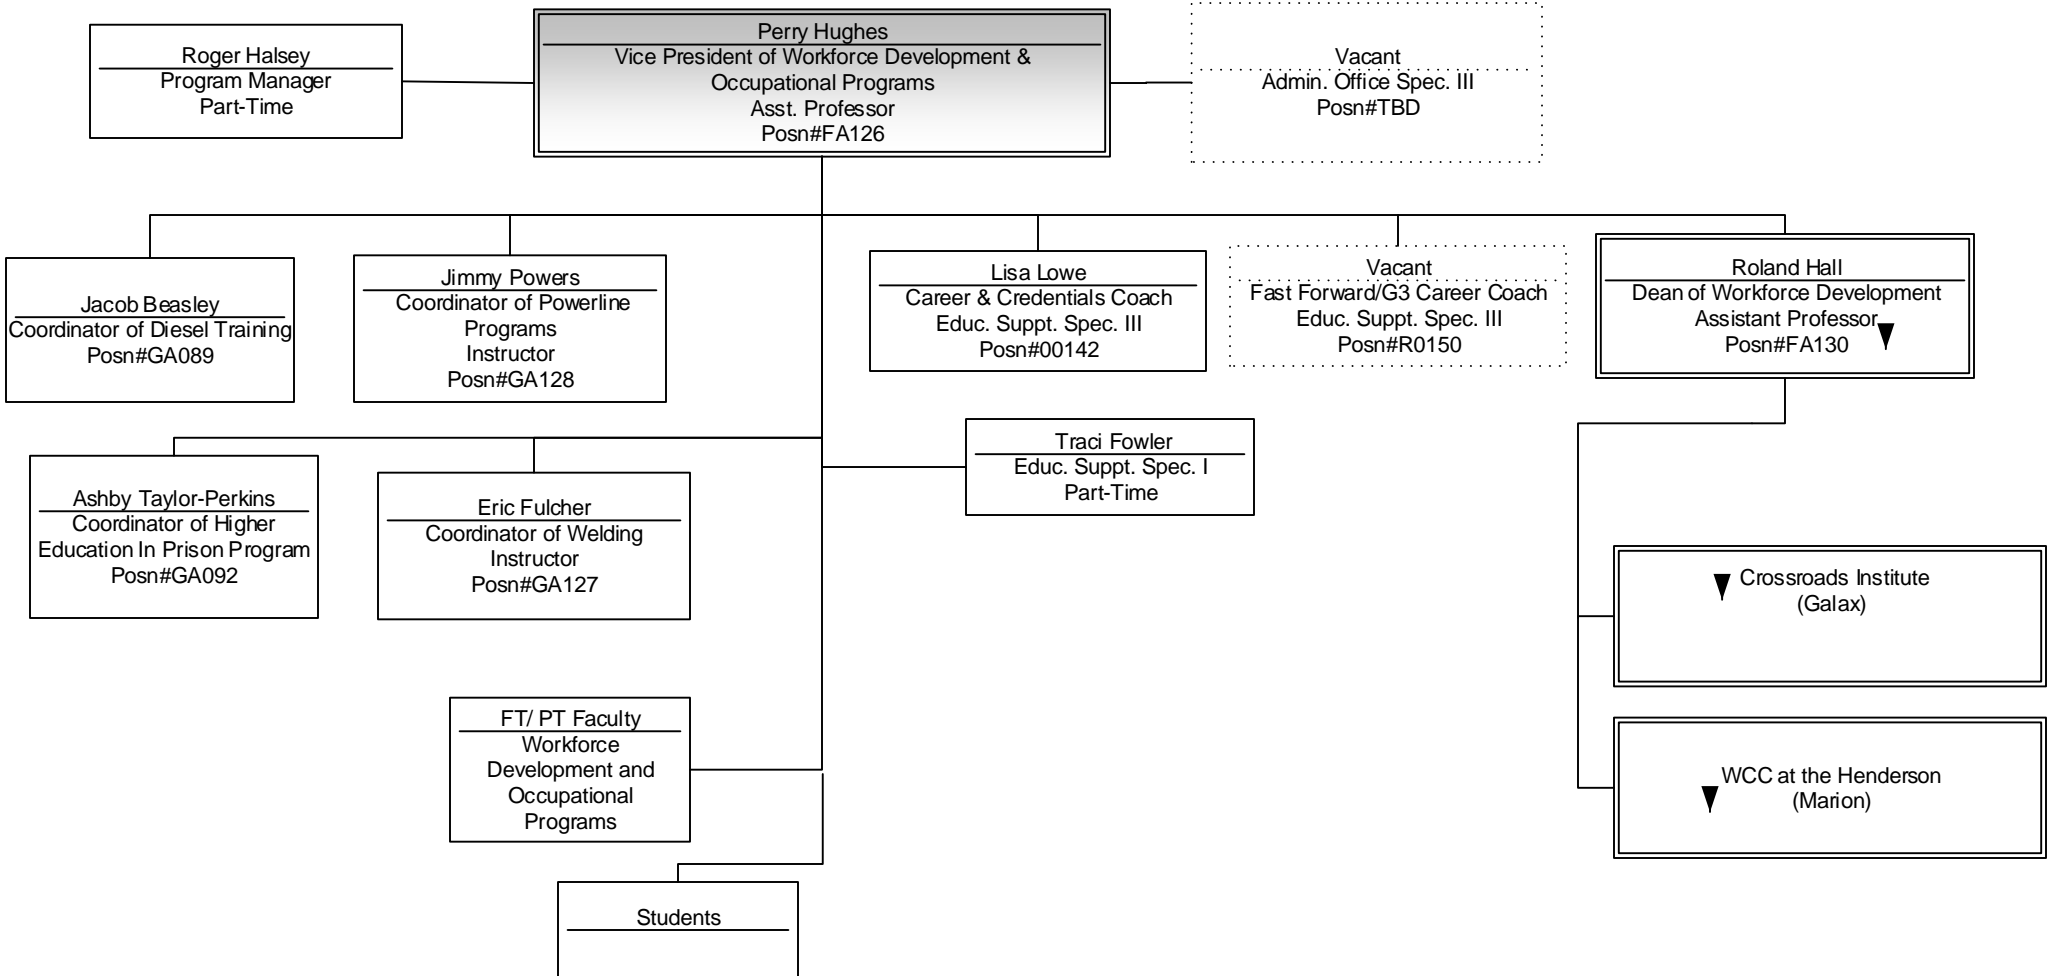 Roger Halsey
Program Manager
Part-Time
Perry Hughes
Vice President of Workforce Development &
Occupational Programs
Asst. Professor
Posn#FA126
Vacant
Admin. Office Spec. III
Posn#TBD
Jacob Beasley
Coordinator of Diesel Training
Posn#GA089
Jimmy Powers
Coordinator of Powerline
Programs
Instructor
Posn#GA128
Lisa Lowe
Career & Credentials Coach
Educ. Suppt. Spec. III
Posn#00142
Vacant
Fast Forward/G3 Career Coach
Educ. Suppt. Spec. III
Posn#R0150
Roland Hall
Dean of Workforce Development
Assistant Professor
Posn#FA130
Ashby Taylor-Perkins
Coordinator of Higher
Education In Prison Program
Posn#GA092
Eric Fulcher
Coordinator of Welding
Instructor
Posn#GA127
Traci Fowler
Educ. Suppt. Spec. I
Part-Time
Crossroads Institute
(Galax)
FT/ PT Faculty
Workforce
Development and
Occupational
Programs
WCC at the Henderson
(Marion)
Students